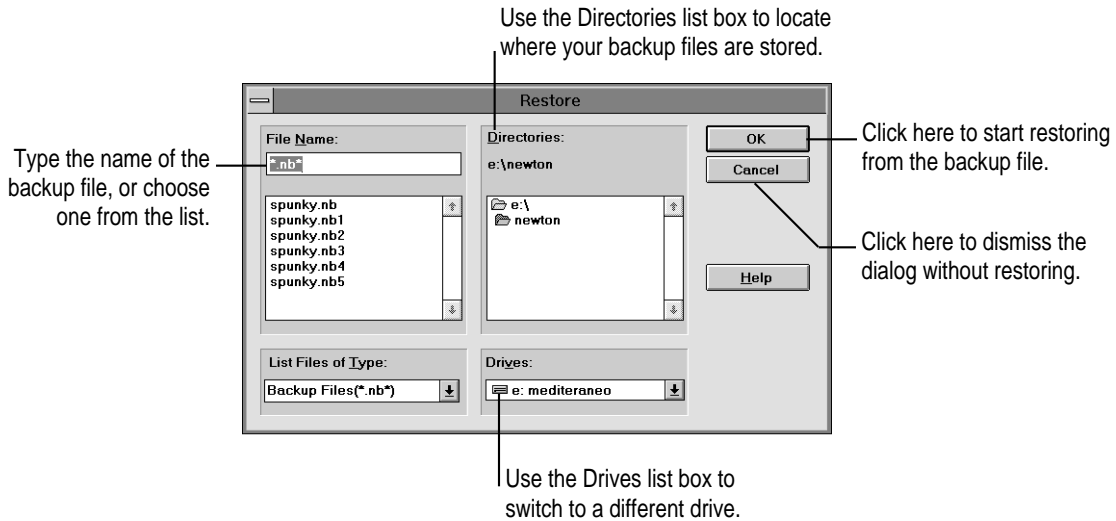 Use the Directories list box to locate
where your backup files are stored.
Restore
File Name:
*.nb*
spunky.nb
spunky.nb1
spunky.nb2
spunky.nb3
spunky.nb4
spunky.nb5
List Files of Type:
Backup Files(*.nb*)
Directories:
e:\newton
e:\
newton
Drives:
e: mediteraneo
OK
Cancel
Help
Type the name of the
backup file, or choose
one from the list.
Click here to start restoring
from the backup file.
Click here to dismiss the
dialog without restoring.
Use the Drives list box to
switch to a different drive.